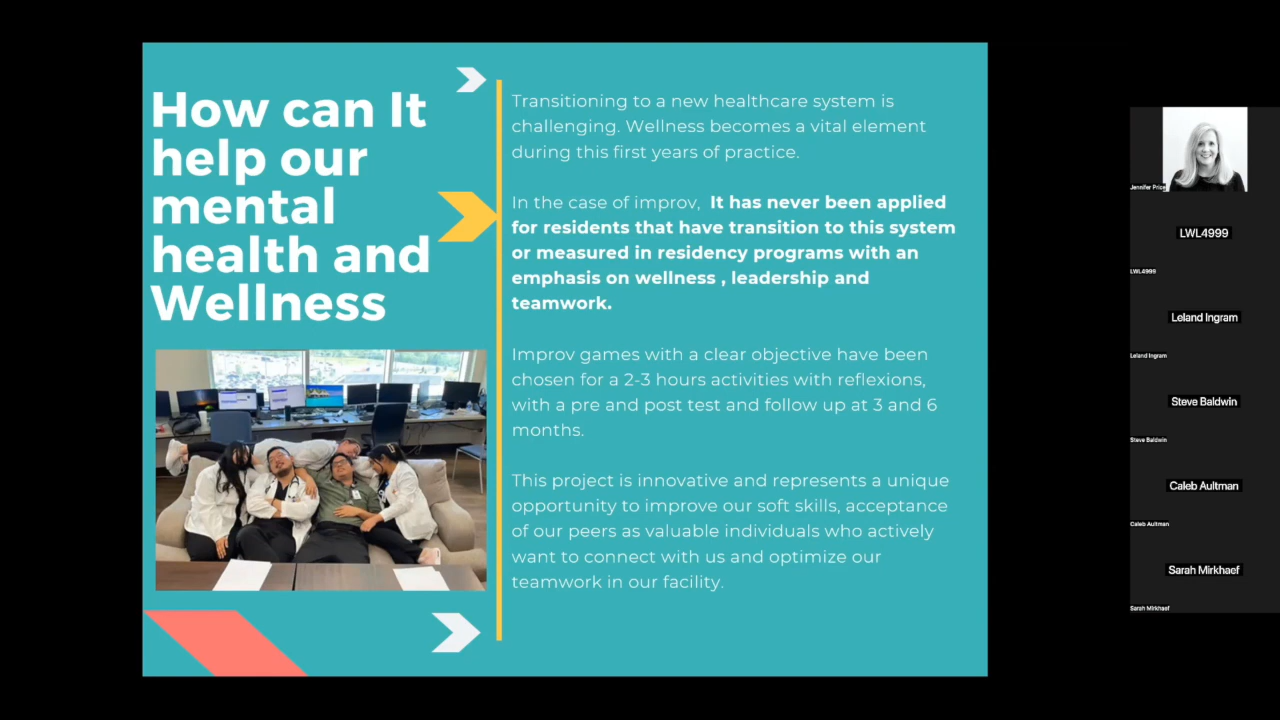 How can It
help our
mental
health and
Wellness
Transitioning to a new healthcare system is
challenging. Wellness becomes a vital element
during this first years of practice.
In the case of improv, It has never been applied
for residents that have transition to this system
or measured in residency programs with an
emphasis on wellness , leadership and
teamwork.
Improv games with a clear objective have been
chosen for a 2-3 hours activities with reflexions,
with a pre and post test and follow up at 3 and 6
months.
This project is innovative and represents a unique
opportunity to improve our soft skills, acceptance
of our peers as valuable individuals who actively
want to connect with us and optimize our
teamwork in our facility.
Jennifer Price
LWL4999
LWL4999
Leland Ingram
Leland Ingram
Steve Baldwin
Steve Baldwin
Caleb Aultman
Caleb Aultman
Sarah Mirkhaef
Sarah Mirkhaef